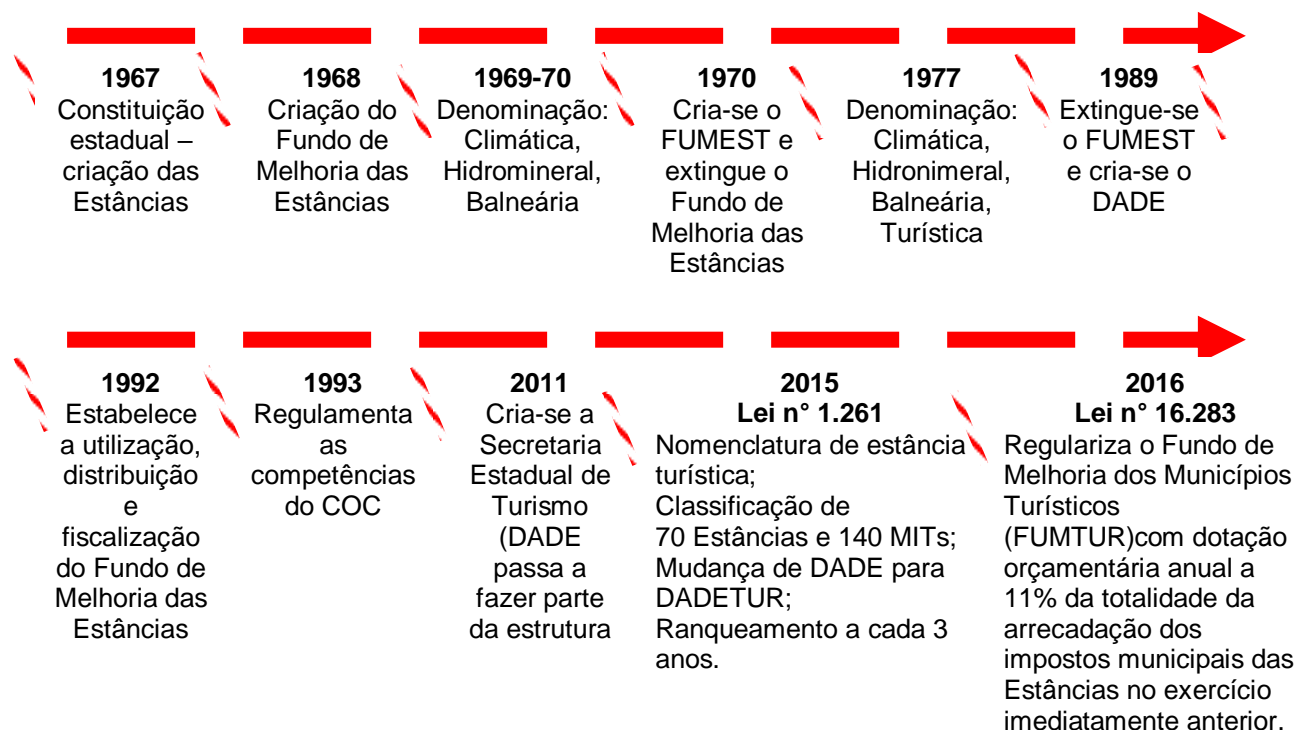 1967
Constituição
estadual –
criação das
Estâncias
1968
Criação do
Fundo de
Melhoria das
Estâncias
1969-70
Denominação:
Climática,
Hidromineral,
Balneária
1970
Cria-se o
FUMEST e
extingue o
Fundo de
Melhoria das
Estâncias
1977
Denominação:
Climática,
Hidronimeral,
Balneária,
Turística
1989
Extingue-se
o FUMEST
e cria-se o
DADE
1992
Estabelece
a utilização,
distribuição
e
fiscalização
do Fundo de
Melhoria das
Estâncias
1993
Regulamenta
as
competências
do COC
2011
Cria-se a
Secretaria
Estadual de
Turismo
(DADE
passa a
fazer parte
da estrutura
2015
Lei n° 1.261
Nomenclatura de estância
turística;
Classificação de
70 Estâncias e 140 MITs;
Mudança de DADE para
DADETUR;
Ranqueamento a cada 3
anos.
2016
Lei n° 16.283
Regulariza o Fundo de
Melhoria dos Municípios
Turísticos
(FUMTUR)com dotação
orçamentária anual a
11% da totalidade da
arrecadação dos
impostos municipais das
Estâncias no exercício
imediatamente anterior.